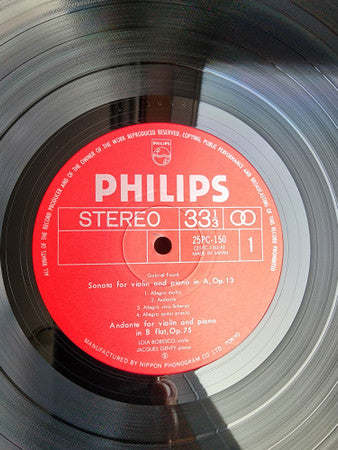 ALL RIGHTS OF THE RECORD PRODUCER AND OF THE OWNER OF THE WORK REPRODUCED RESERVED. COPYING, PUBLIC PERFORMANCE AND BROADCASTING OF THIS RECORD PROHIBITED
PHILIPS
PHILIPS
STEREO 33 1/3
25PC-150
(25PC-150-A)
MADE IN JAPAN
1
Gabriel Fauré
Sonata for violin and piano in A, Op.13
1. Allegro molto
2. Andante
3. Allegro vivo-Scherzo
4. Allegro quasi presto
Andante for violin and piano
in B flat, Op.75
LOLA BOBESCO violin
JACQUES GENTY, piano
S
MANUFACTURED BY NIPPON PHONOGRAM CO. LTD. TOKYO